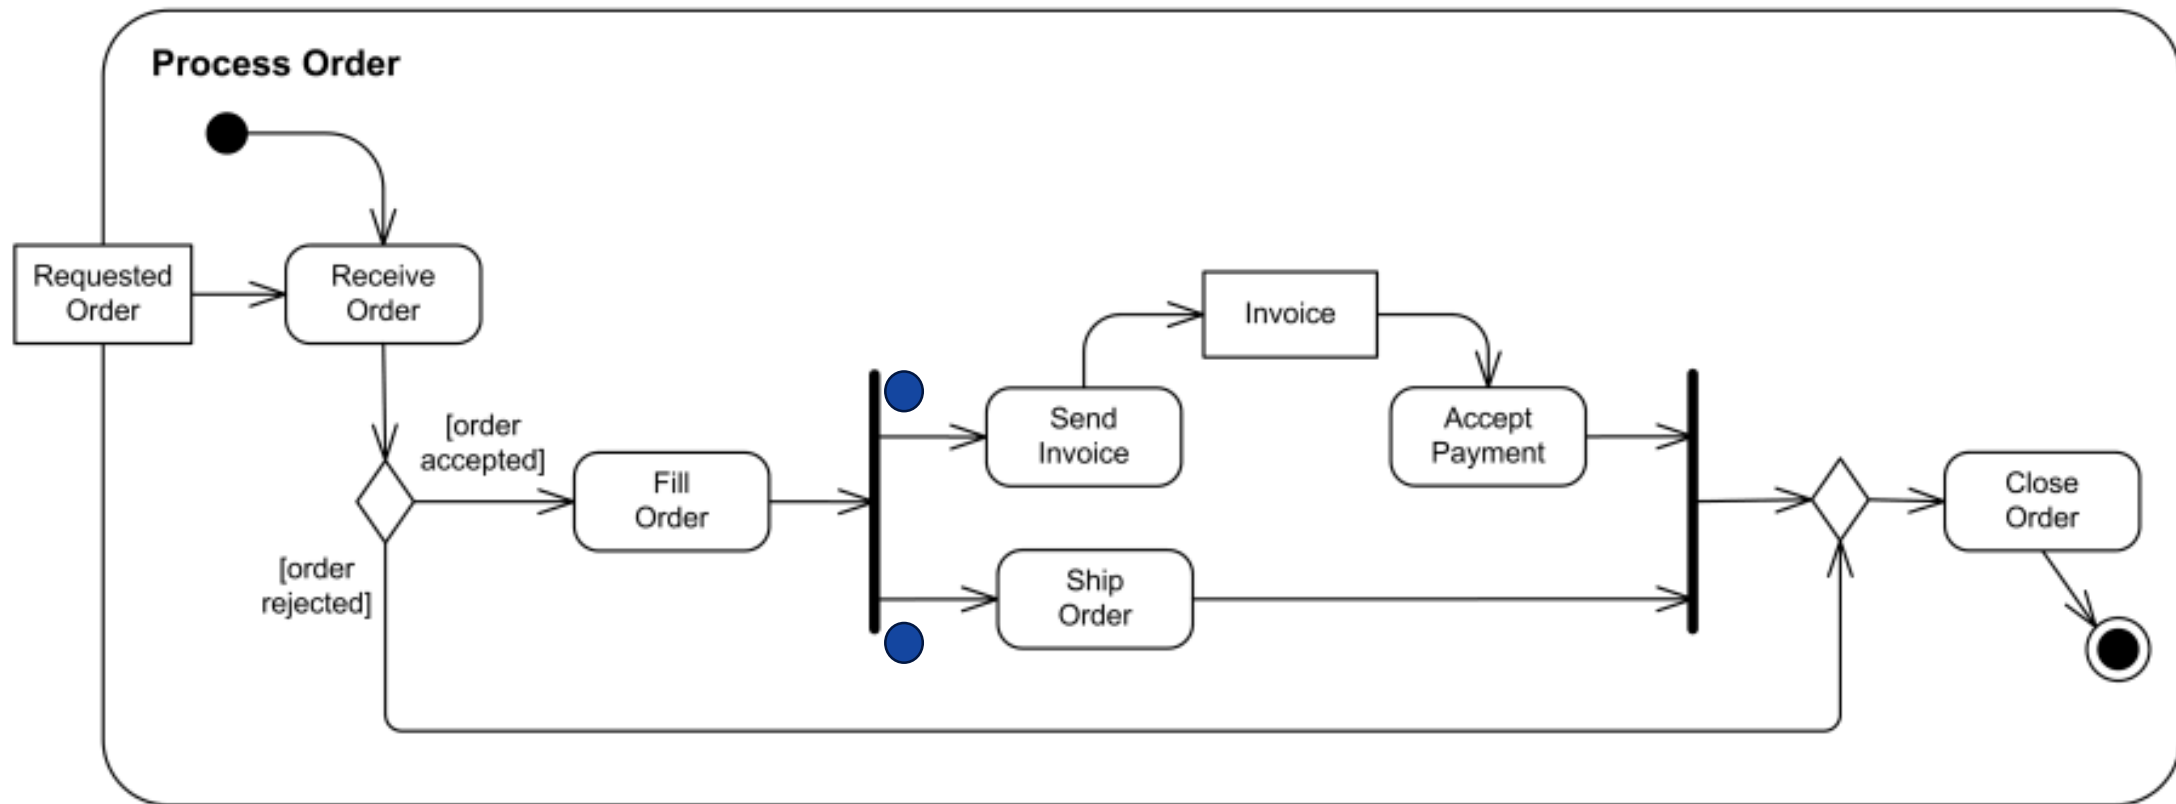 Process Order
Requested
Order
Receive
Order
[order
accepted]
[order
rejected]
Fill
Order
Send
Invoice
Invoice
Accept
Payment
Ship
Order
Close
Order